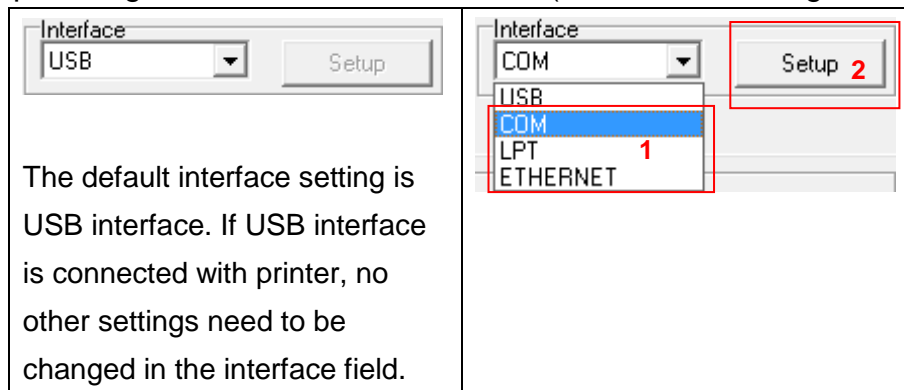 Interface
USB
Setup
The default interface setting is
USB interface. If USB interface
is connected with printer, no
other settings need to be
changed in the interface field.
Interface
COM
Setup 2
USB
COM
LPT 1
ETHERNET